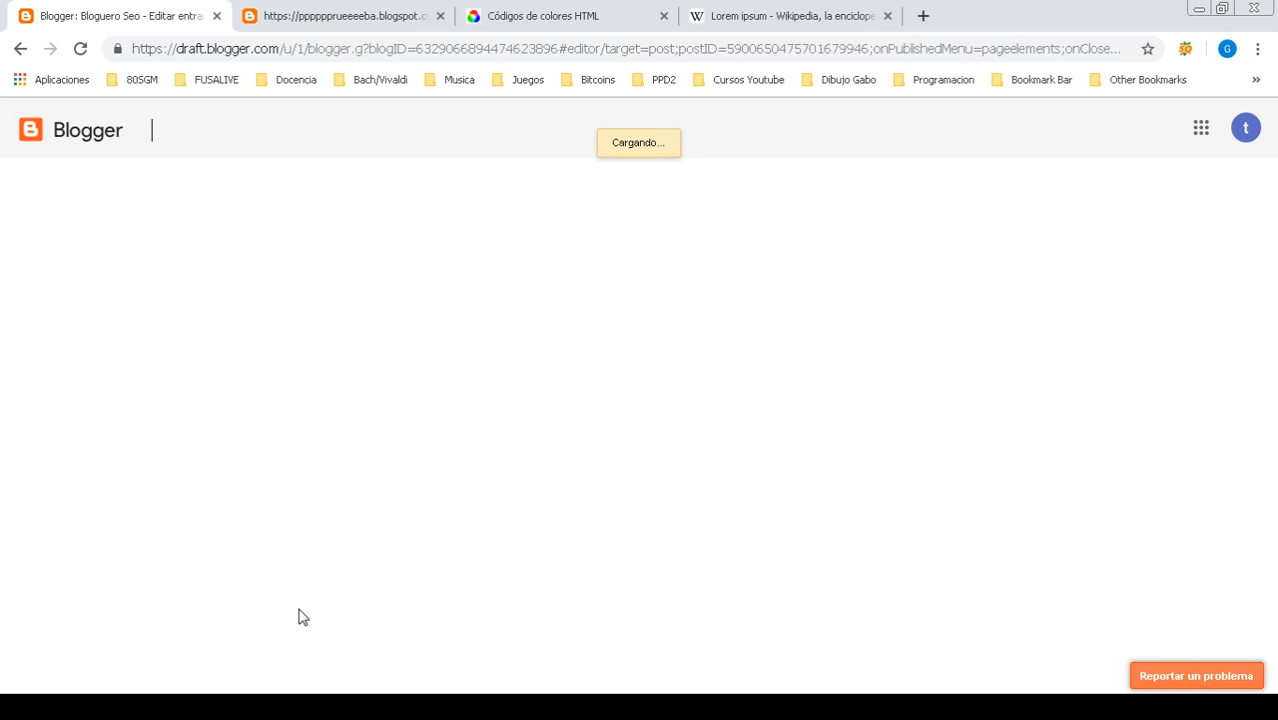 Blogger: Bloguero Seo - Editar entra
https://ppppppprueeeeba.blogspot.c
Códigos de colores HTML
Lorem ipsum - Wikipedia, la enciclope
https://draft.blogger.com/u/1/blogger.g?blogID=6329066894474623896#editor/target=post;postID=5900650475701679946;onPublishedMenu=pageelements;onClose...
G
Aplicaciones
80SGM
FUSALIVE
Docencia
Bach/Vivaldi
Musica
Juegos
Bitcoins
PPD2
Cursos Youtube
Dibujo Gabo
Programacion
Bookmark Bar
Other Bookmarks
»
Blogger
Cargando...
t
Reportar un problema